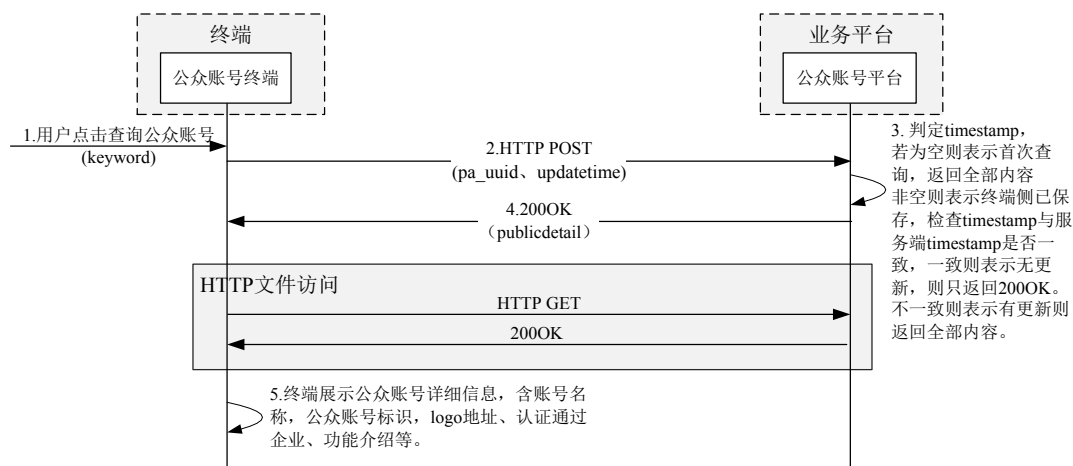 终端
业务平台
公众账号终端
公众账号平台
1.用户点击查询公众账号
(keyword)
2.HTTP POST
(pa_uuid、updatetime)
3. 判定timestamp，
若为空则表示首次查
询，返回全部内容
非空则表示终端侧已保
存，检查timestamp与服
务端timestamp是否一
致，一致则表示无更
新，则只返回200OK。
不一致则表示有更新则
返回全部内容。
4.200OK
（publicdetail）
HTTP文件访问
HTTP GET
200OK
5.终端展示公众账号详细信息，含账号名
称，公众账号标识，logo地址、认证通过
企业、功能介绍等。